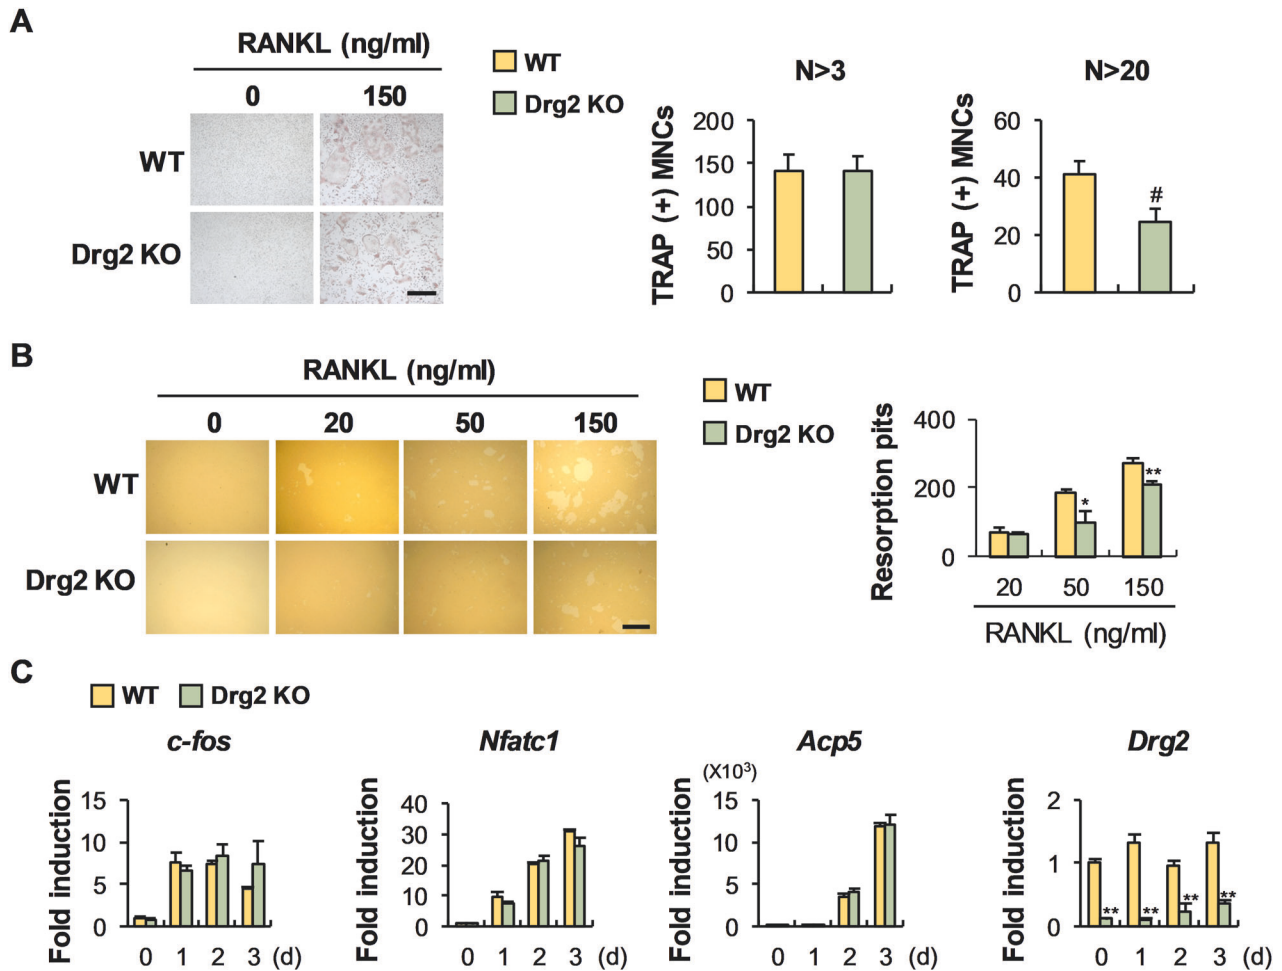 A
RANKL (ng/ml)
0 150
WT
Drg2 KO
WT
Drg2 KO
N>3
TRAP (+) MNCs
200
150
100
50
0
N>20
TRAP (+) MNCs
60
40
20
0
#
B
RANKL (ng/ml)
0 20 50 150
WT
Drg2 KO
WT
Drg2 KO
Resorption pits
400
200
0
*
**
20 50 150
RANKL (ng/ml)
C
WT Drg2 KO
c-fos
Fold induction
15
10
5
0
0 1 2 3 (d)
Nfatc1
Fold induction
40
30
20
10
0
0 1 2 3 (d)
Acp5
(X10³)
Fold induction
15
10
5
0
0 1 2 3 (d)
Drg2
Fold induction
2
1
0
** ** ** **
0 1 2 3 (d)